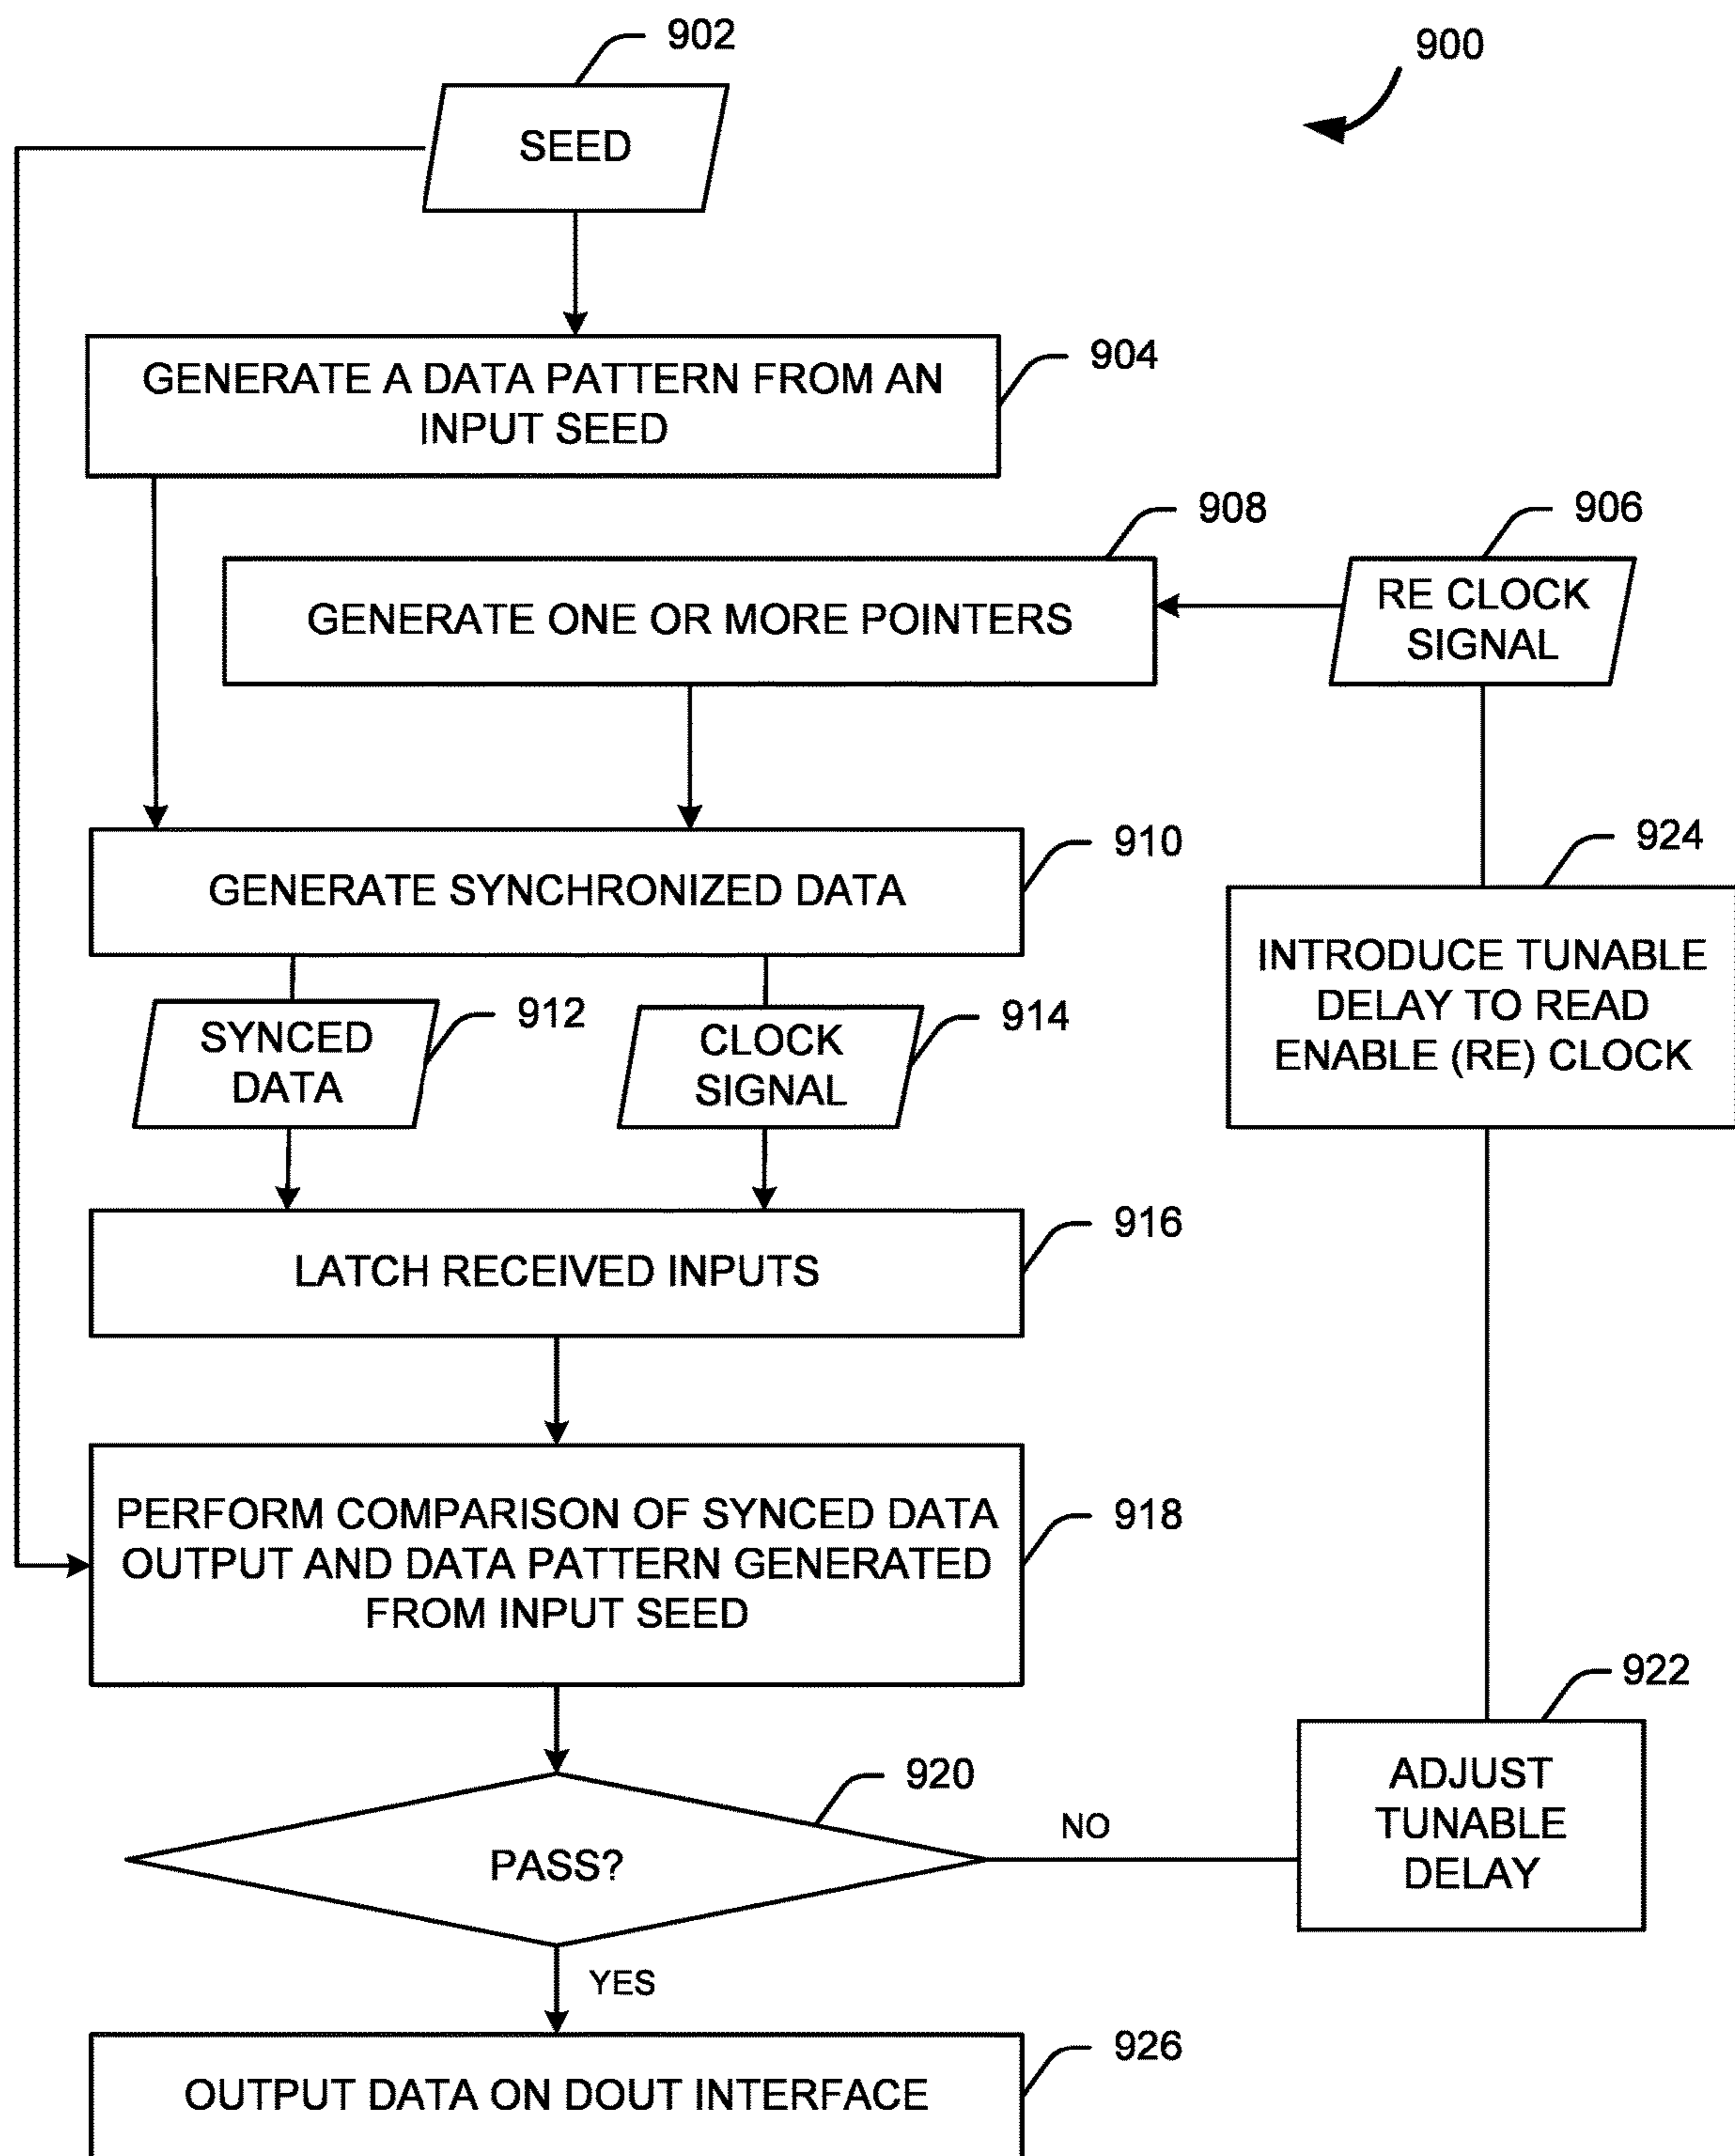 902
900
SEED
904
GENERATE A DATA PATTERN FROM AN
INPUT SEED
908
906
GENERATE ONE OR MORE POINTERS
RE CLOCK
SIGNAL
910
924
GENERATE SYNCHRONIZED DATA
INTRODUCE TUNABLE
DELAY TO READ
ENABLE (RE) CLOCK
SYNCED
DATA
912
CLOCK
SIGNAL
914
916
LATCH RECEIVED INPUTS
918
PERFORM COMPARISON OF SYNCED DATA
OUTPUT AND DATA PATTERN GENERATED
FROM INPUT SEED
922
920
ADJUST
TUNABLE
DELAY
NO
PASS?
YES
926
OUTPUT DATA ON DOUT INTERFACE